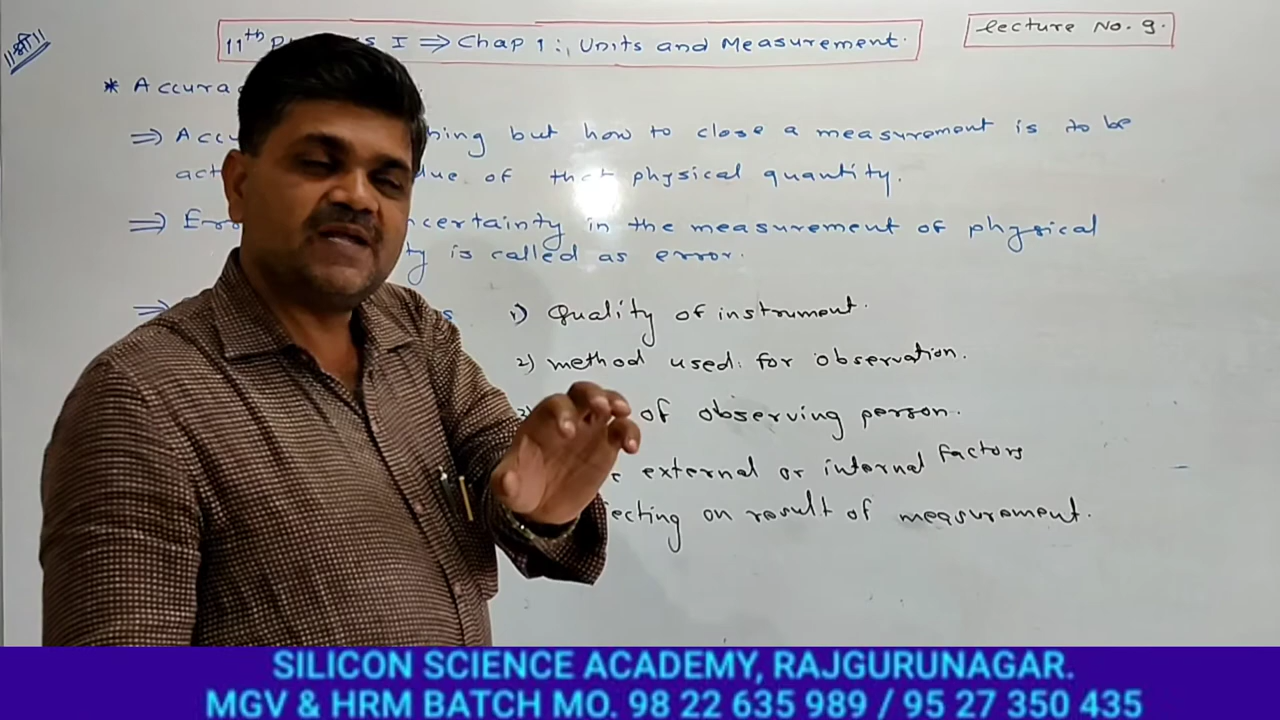 ॥श्री॥
11th I ⇒ Chap 1:, Units and Measurement.
Lecture No. 9.
* Accura
⇒ Acc hing but how to close a measurement is to be
act lue of that physical quantity.
⇒ Err certainty in the measurement of physical
ty is called as error.
⇒ s 1) Quality of instrument.
2) method used: for observation.
of observing person.
external or internal factors
ecting on result of measurement.
SILICON SCIENCE ACADEMY, RAJGURUNAGAR.
MGV & HRM BATCH MO. 98 22 635 989 / 95 27 350 435